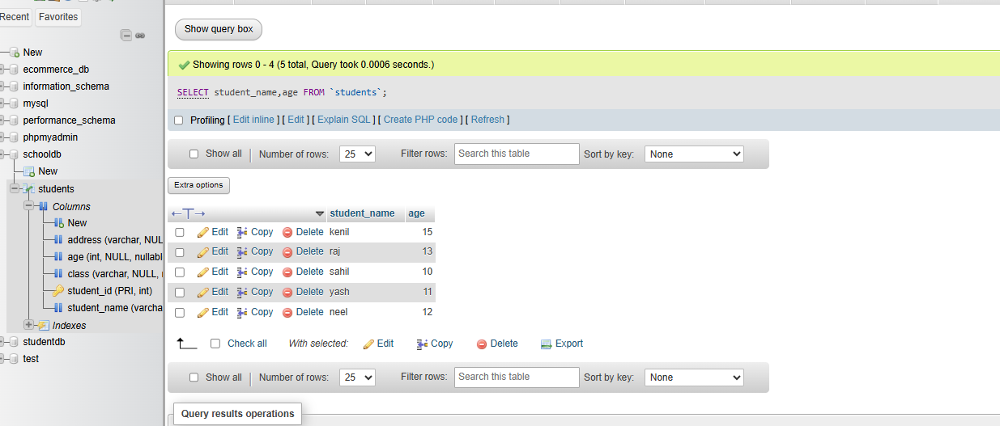 Recent Favorites
New
ecommerce_db
information_schema
mysql
performance_schema
phpmyadmin
schooldb
New
students
Columns
New
address (varchar, NUL
age (int, NULL, nullabl
class (varchar, NULL,
student_id (PRI, int)
student_name (varcha
Indexes
studentdb
test
Show query box
Showing rows 0 - 4 (5 total, Query took 0.0006 seconds.)
SELECT student_name,age FROM `students`;
Profiling [ Edit inline ] [ Edit ] [ Explain SQL ] [ Create PHP code ] [ Refresh ]
Show all | Number of rows: 25 Filter rows: Search this table Sort by key: None
Extra options
←T→ student_name age
Edit Copy Delete kenil 15
Edit Copy Delete raj 13
Edit Copy Delete sahil 10
Edit Copy Delete yash 11
Edit Copy Delete neel 12
Check all With selected: Edit Copy Delete Export
Show all | Number of rows: 25 Filter rows: Search this table Sort by key: None
Query results operations